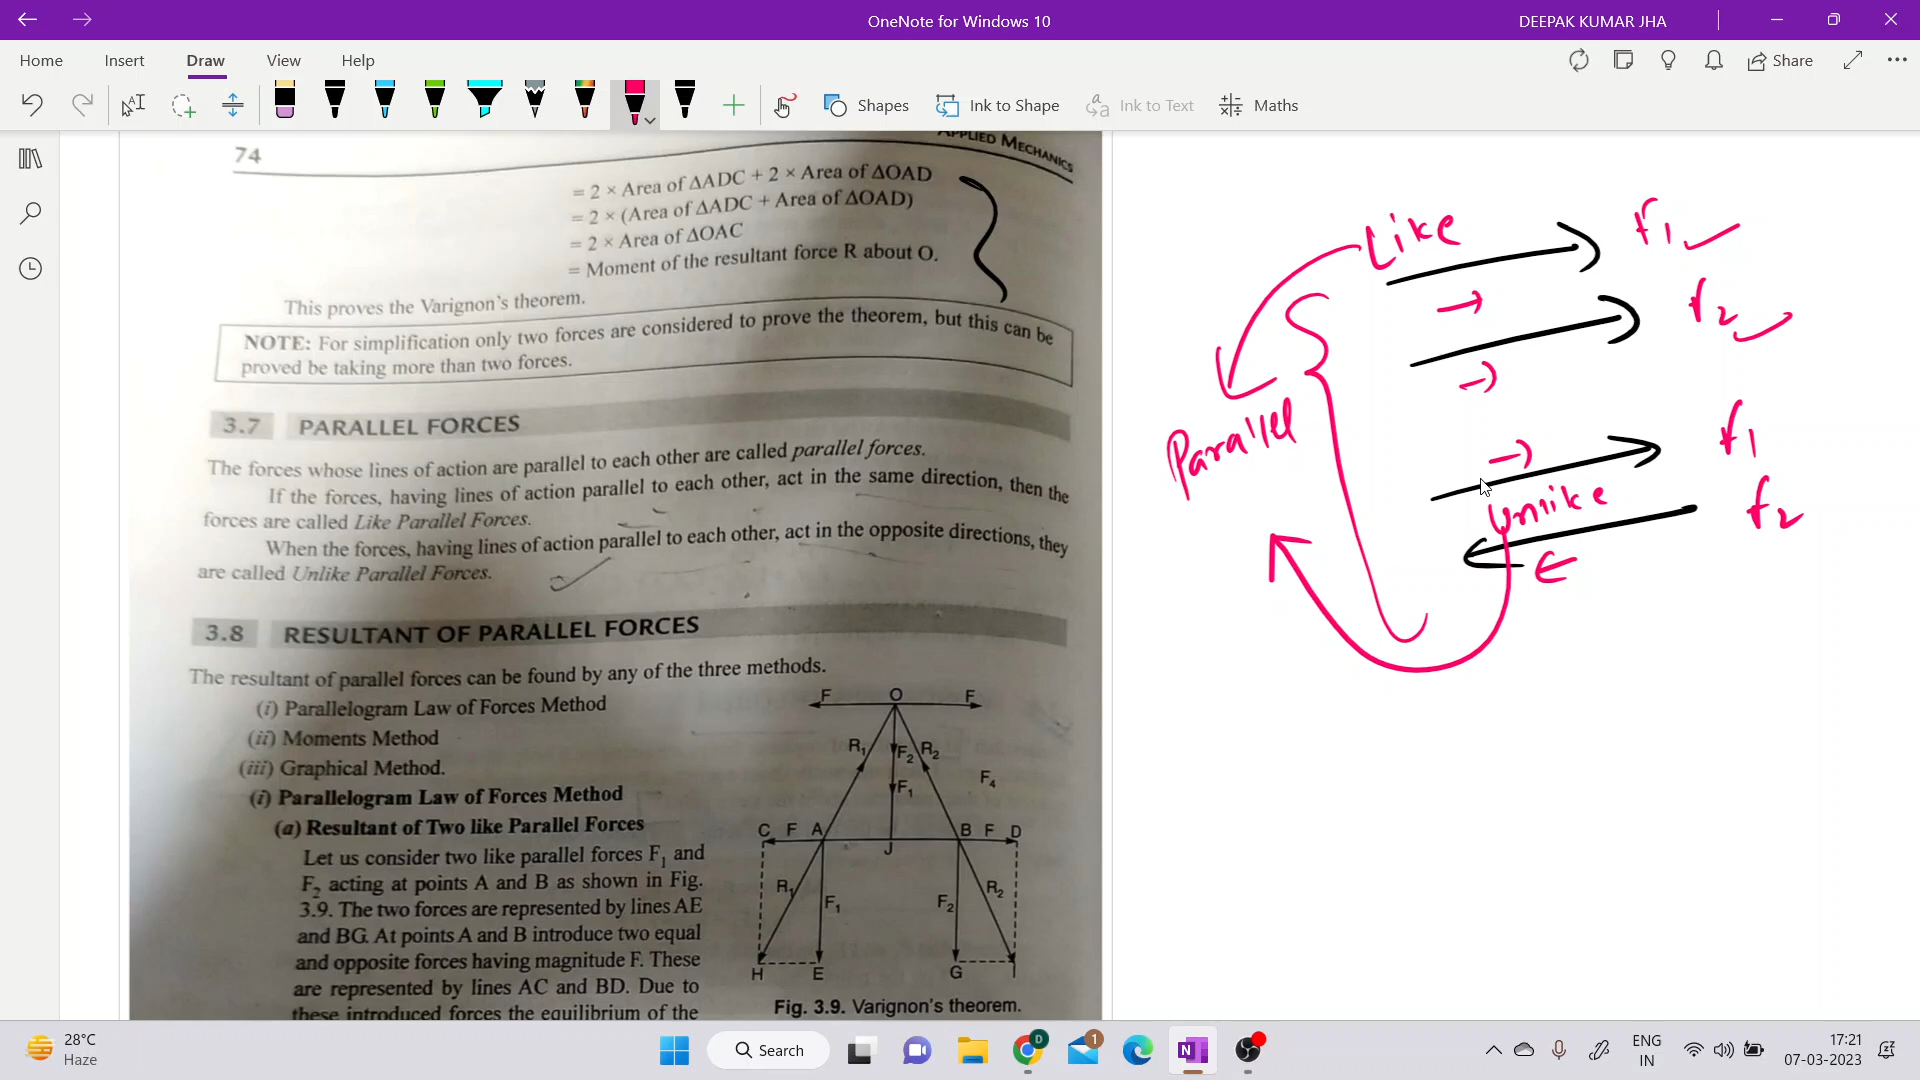 OneNote for Windows 10
DEEPAK KUMAR JHA
Home Insert Draw View Help
Share
Shapes
Ink to Shape
Ink to Text
Maths
74
APPLIED MECHANICS
= 2 × Area of ΔADC + 2 × Area of ΔOAD
= 2 × (Area of ΔADC + Area of ΔOAD)
= 2 × Area of ΔOAC
= Moment of the resultant force R about O.
This proves the Varignon's theorem.
NOTE: For simplification only two forces are considered to prove the theorem, but this can be
proved be taking more than two forces.
3.7 PARALLEL FORCES
The forces whose lines of action are parallel to each other are called parallel forces.
If the forces, having lines of action parallel to each other, act in the same direction, then the
forces are called Like Parallel Forces.
When the forces, having lines of action parallel to each other, act in the opposite directions, they
are called Unlike Parallel Forces.
3.8 RESULTANT OF PARALLEL FORCES
The resultant of parallel forces can be found by any of the three methods.
(i) Parallelogram Law of Forces Method
(ii) Moments Method
(iii) Graphical Method.
(i) Parallelogram Law of Forces Method
(a) Resultant of Two like Parallel Forces
Let us consider two like parallel forces F1 and
F2 acting at points A and B as shown in Fig.
3.9. The two forces are represented by lines AE
and BG. At points A and B introduce two equal
and opposite forces having magnitude F. These
are represented by lines AC and BD. Due to
these introduced forces the equilibrium of the
F O F
R1 F2 R2
F1 F4
C F A J B F D
R1 F1 F2 R2
H E G I
Fig. 3.9. Varignon's theorem.
Like
F1
F2
Parallel
F1
Unlike
F2
28°C
Haze
Search
D
1
N
ENG
IN
17:21
07-03-2023